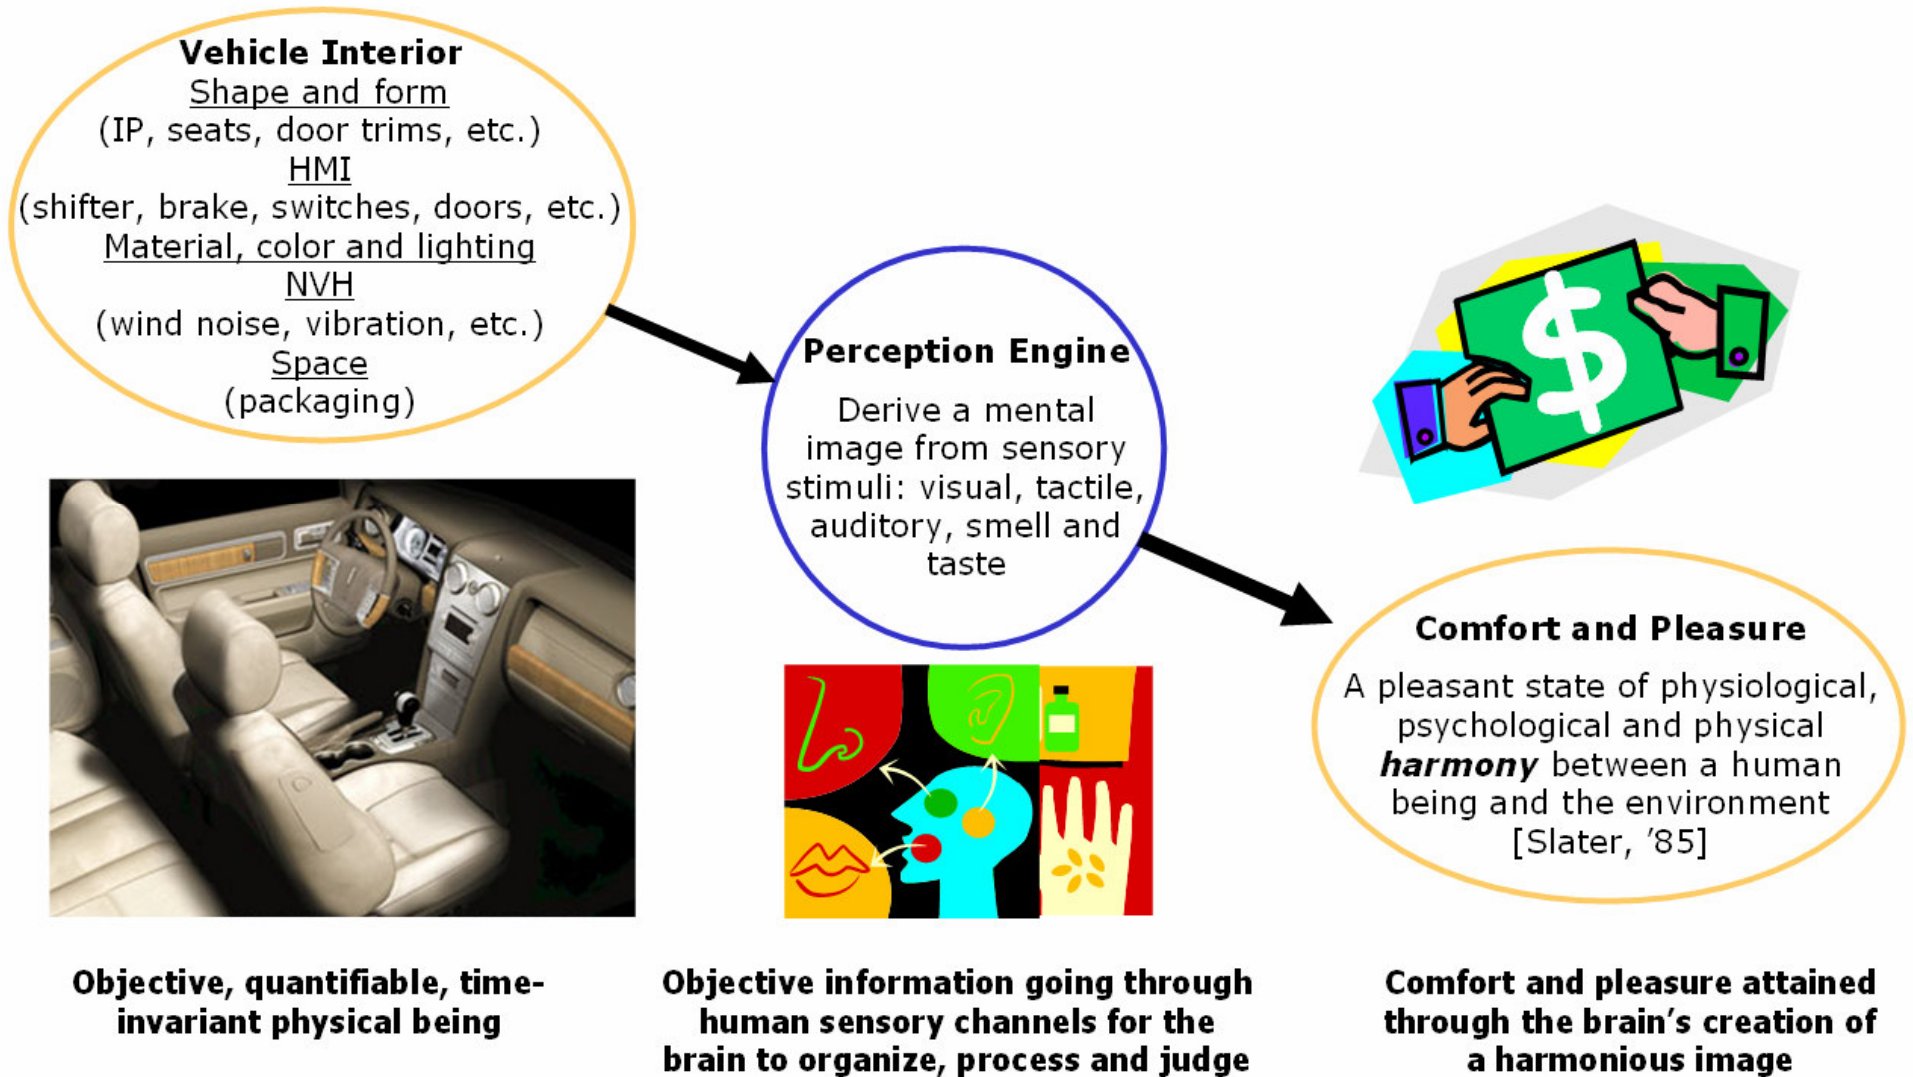 Vehicle Interior
Shape and form
(IP, seats, door trims, etc.)
HMI
(shifter, brake, switches, doors, etc.)
Material, color and lighting
NVH
(wind noise, vibration, etc.)
Space
(packaging)
Perception Engine
Derive a mental
image from sensory
stimuli: visual, tactile,
auditory, smell and
taste
$
Comfort and Pleasure
A pleasant state of physiological,
psychological and physical
harmony between a human
being and the environment
[Slater, ’85]
Objective, quantifiable, time-
invariant physical being
Objective information going through
human sensory channels for the
brain to organize, process and judge
Comfort and pleasure attained
through the brain’s creation of
a harmonious image